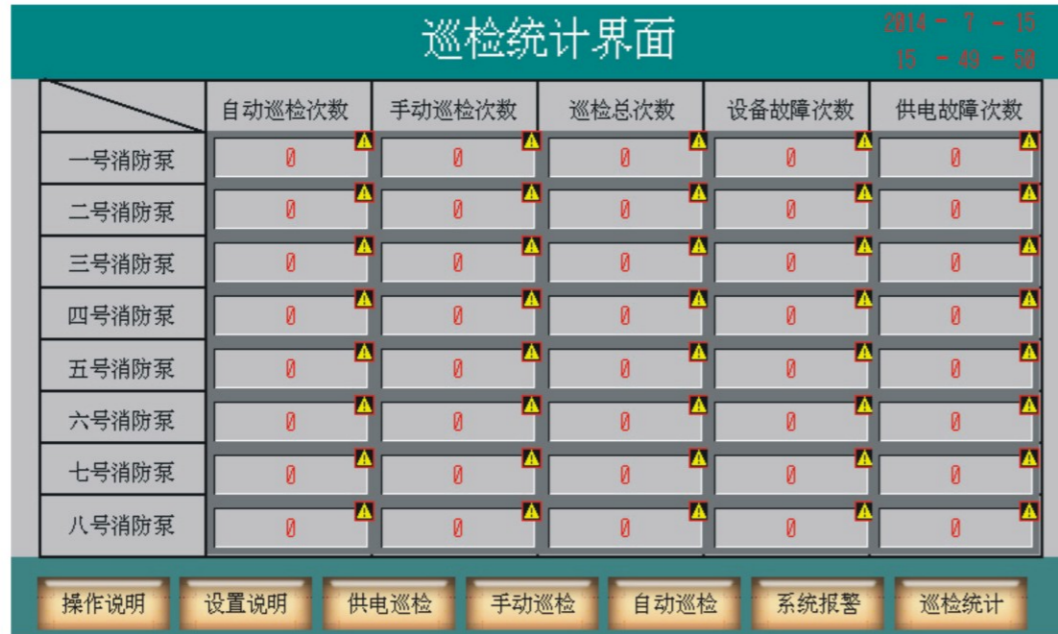 巡检统计界面
2014 - 7 - 15
15 - 49 - 50
自动巡检次数 手动巡检次数 巡检总次数 设备故障次数 供电故障次数
一号消防泵 0 0 0 0 0
二号消防泵 0 0 0 0 0
三号消防泵 0 0 0 0 0
四号消防泵 0 0 0 0 0
五号消防泵 0 0 0 0 0
六号消防泵 0 0 0 0 0
七号消防泵 0 0 0 0 0
八号消防泵 0 0 0 0 0
操作说明 设置说明 供电巡检 手动巡检 自动巡检 系统报警 巡检统计